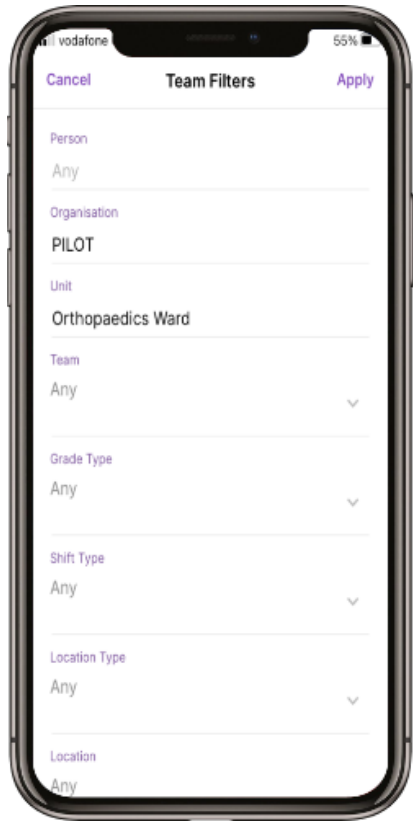 vodafone 55%
Cancel Team Filters Apply
Person
Any
Organisation
PILOT
Unit
Orthopaedics Ward
Team
Any
Grade Type
Any
Shift Type
Any
Location Type
Any
Location
Any